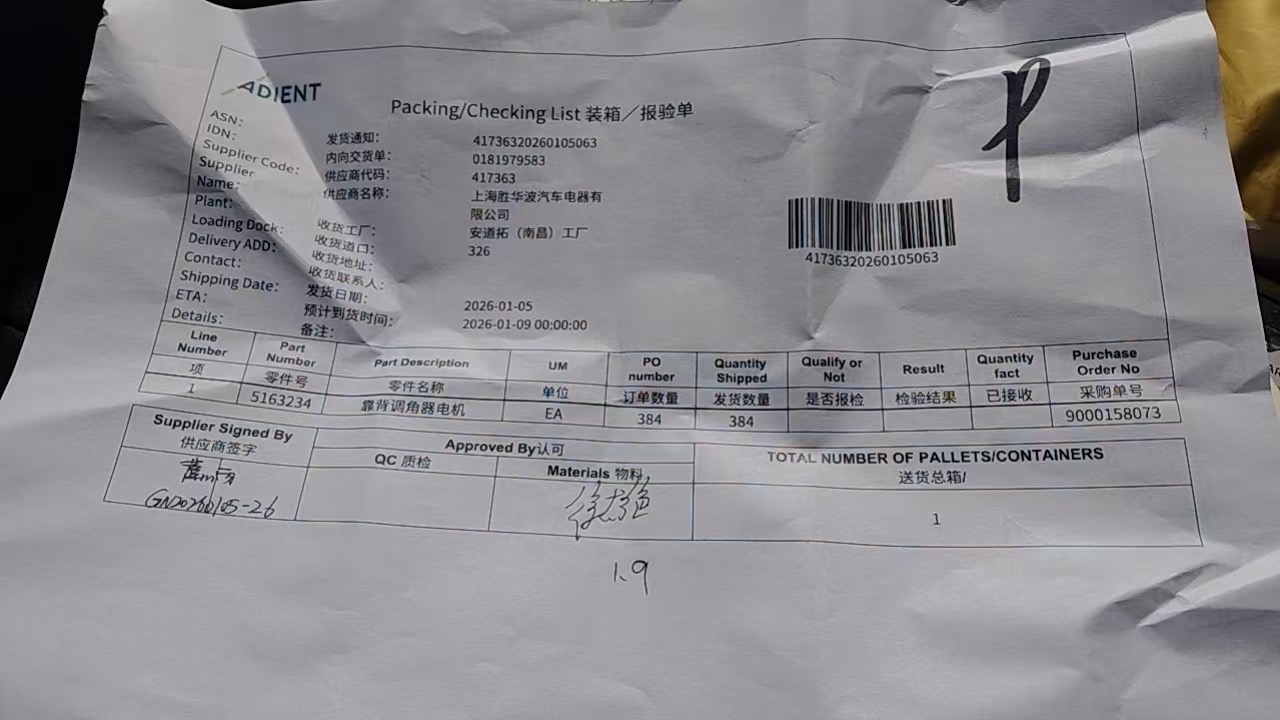 ADIENT
Packing/Checking List 装箱／报验单
P
ASN: 发货通知: 41736320260105063
IDN: 内向交货单: 0181979583
Supplier Code: 供应商代码: 417363
Supplier Name: 供应商名称: 上海胜华波汽车电器有限公司
Plant: 收货工厂: 安道拓（南昌）工厂
Loading Dock: 收货道口: 326
Delivery ADD: 收货地址:
Contact: 收货联系人:
Shipping Date: 发货日期: 2026-01-05
ETA: 预计到货时间: 2026-01-09 00:00:00
Details: 备注:
41736320260105063
Line Number Part Number Part Description UM PO number Quantity Shipped Qualify or Not Result Quantity fact Purchase Order No
项 零件号 零件名称 单位 订单数量 发货数量 是否报检 检验结果 已接收 采购单号
1 5163234 靠背调角器电机 EA 384 384 9000158073
Supplier Signed By 供应商签字
Approved By认可
QC 质检
Materials 物料
TOTAL NUMBER OF PALLETS/CONTAINERS
送货总箱/
GN20260105-26
1
1.9